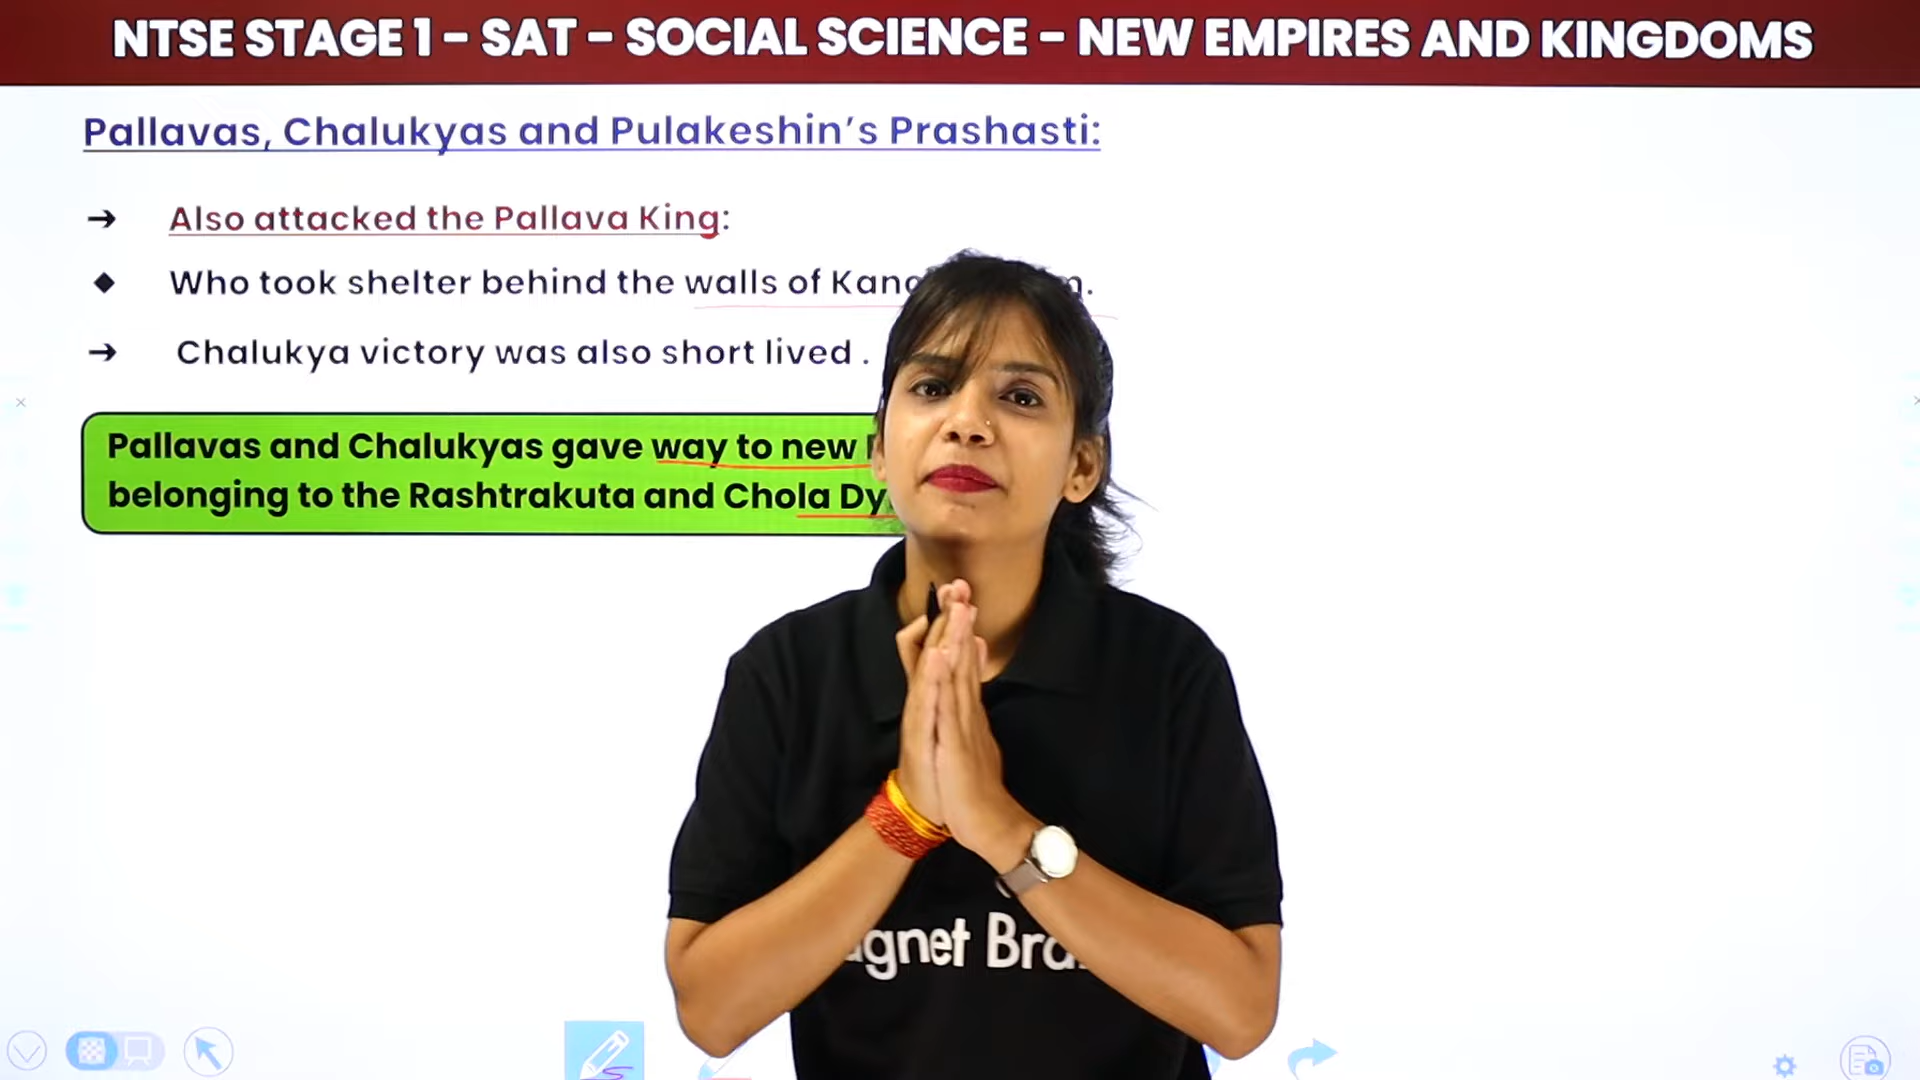 NTSE STAGE 1 – SAT – SOCIAL SCIENCE – NEW EMPIRES AND KINGDOMS
Pallavas, Chalukyas and Pulakeshin’s Prashasti:
➔ Also attacked the Pallava King:
◆ Who took shelter behind the walls of
➔ Chalukya victory was also short lived .
Pallavas and Chalukyas gave way to new
belonging to the Rashtrakuta and Chola